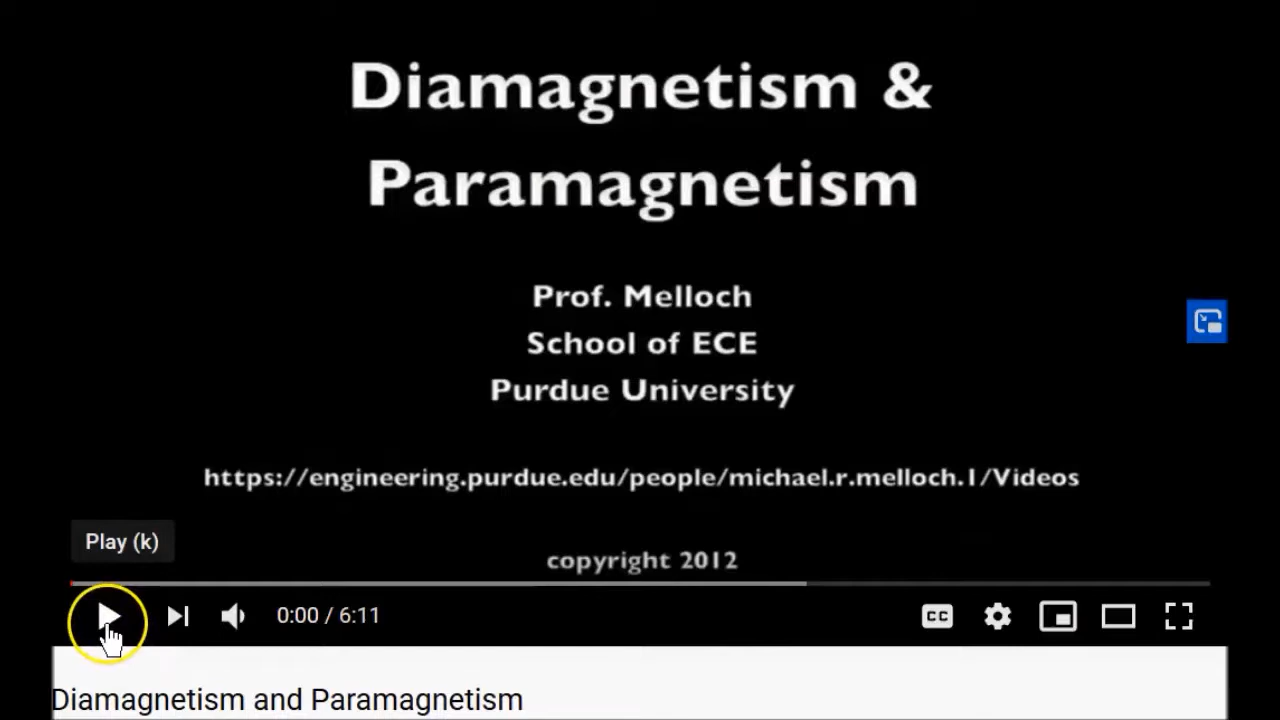 Diamagnetism &
Paramagnetism
Prof. Melloch
School of ECE
Purdue University
https://engineering.purdue.edu/people/michael.r.melloch.1/Videos
Play (k)
copyright 2012
0:00 / 6:11
CC
Diamagnetism and Paramagnetism